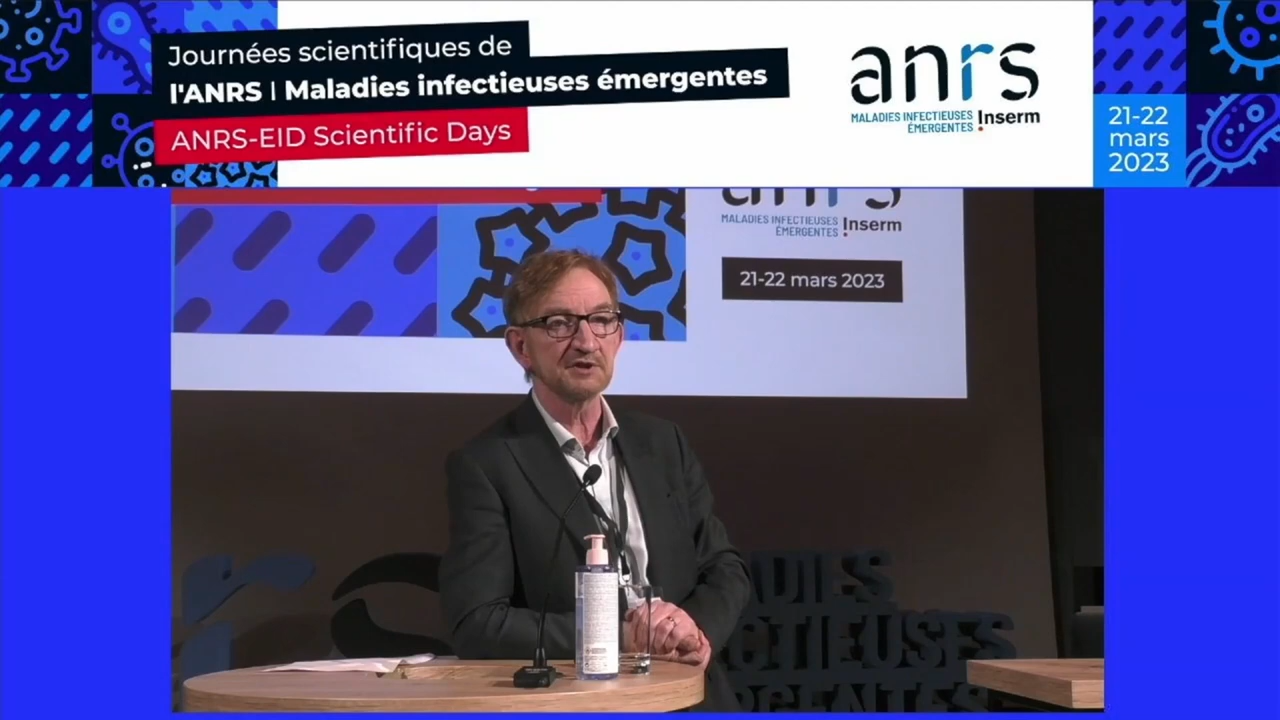 Journées scientifiques de
l'ANRS | Maladies infectieuses émergentes
ANRS-EID Scientific Days
anrs
MALADIES INFECTIEUSES
ÉMERGENTES Inserm
21-22
mars
2023
anrs
MALADIES INFECTIEUSES
ÉMERGENTES Inserm
21-22 mars 2023